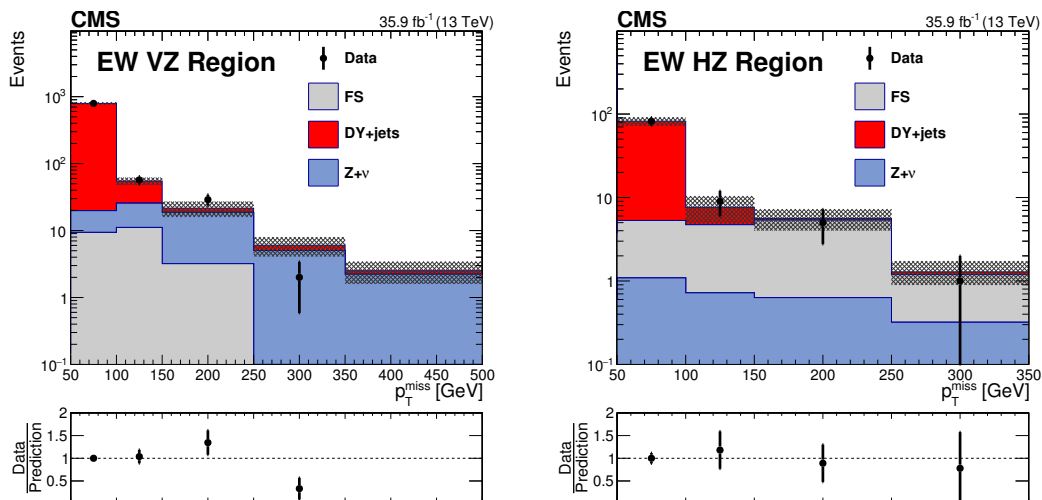 CMS 35.9 fb⁻¹ (13 TeV)
Events
EW VZ Region
Data
FS
DY+jets
Z+ν
10³
10²
10
1
10⁻¹
50 100 150 200 250 300 350 400 450 500
p_T^miss [GeV]
Data
Prediction
2
1.5
1
0.5
CMS 35.9 fb⁻¹ (13 TeV)
Events
EW HZ Region
Data
FS
DY+jets
Z+ν
10²
10
1
10⁻¹
50 100 150 200 250 300 350
p_T^miss [GeV]
Data
Prediction
2
1.5
1
0.5